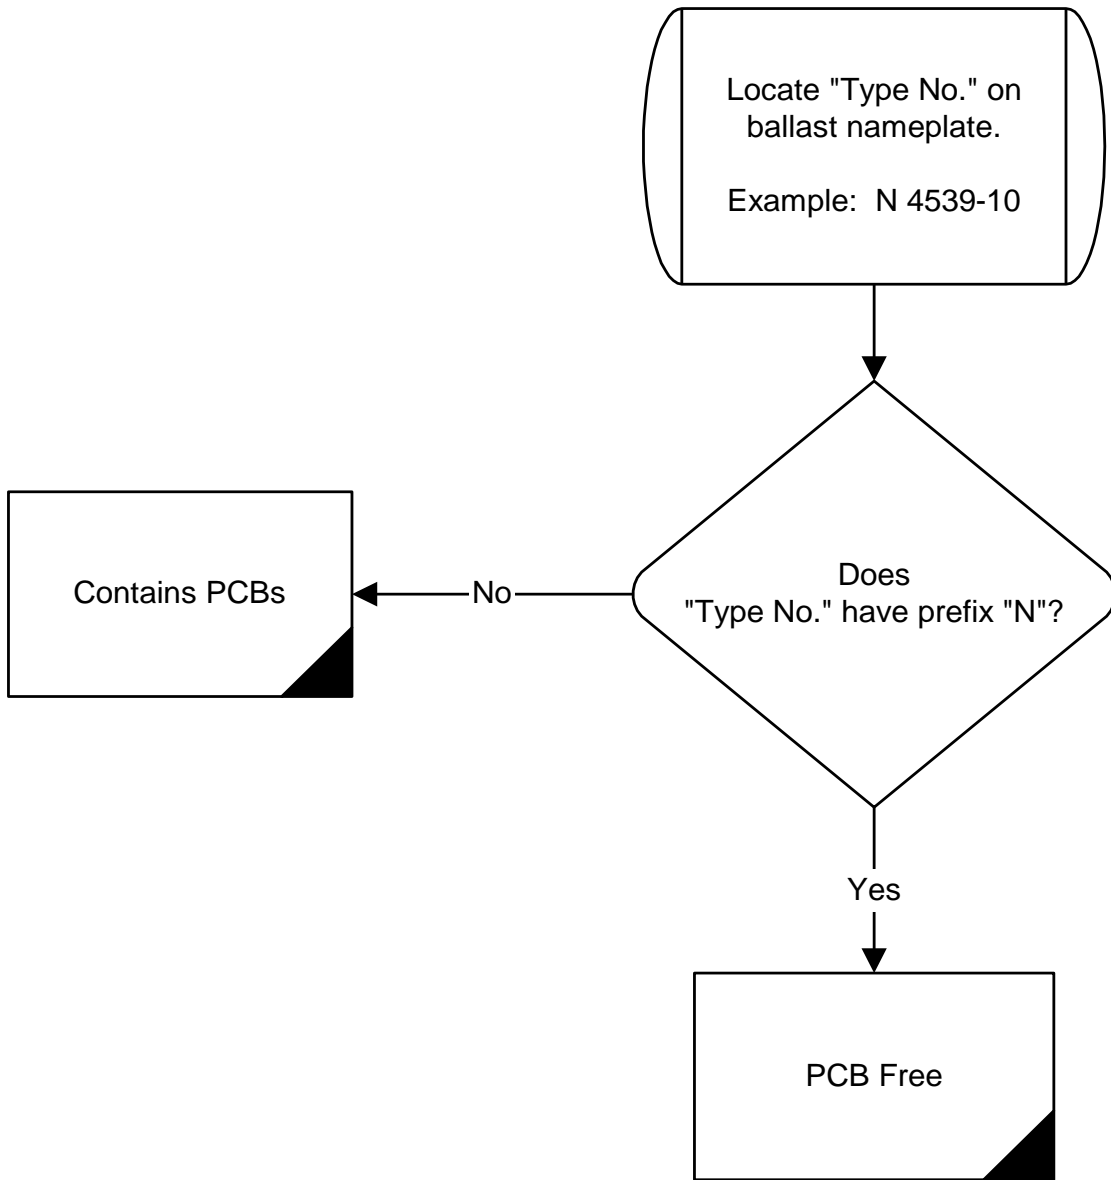 Locate "Type No." on
ballast nameplate.
Example:  N 4539-10
Does
"Type No." have prefix "N"?
No
Contains PCBs
Yes
PCB Free